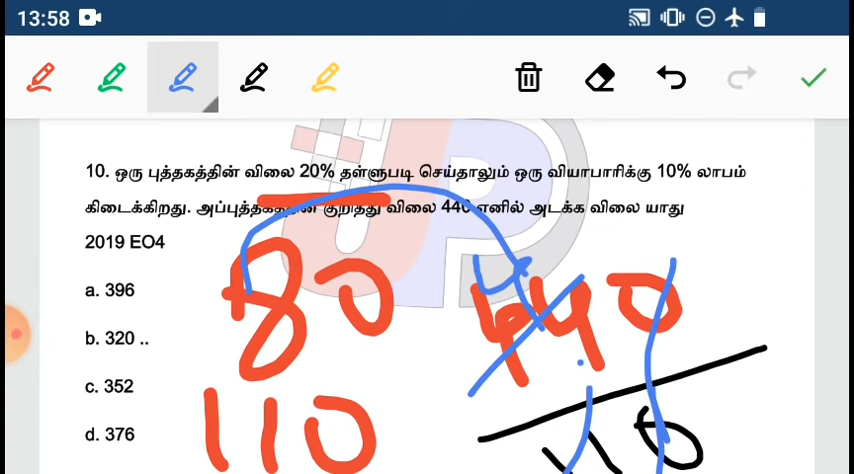 13:58
10. ஒரு புத்தகத்தின் விலை 20% தள்ளுபடி செய்தாலும் ஒரு வியாபாரிக்கு 10% லாபம்
கிடைக்கிறது. அப்புத்தகத்தின் குறித்த விலை 440 எனில் அடக்க விலை யாது
2019 EO4
a. 396
b. 320 ..
c. 352
d. 376
80 440
110 110